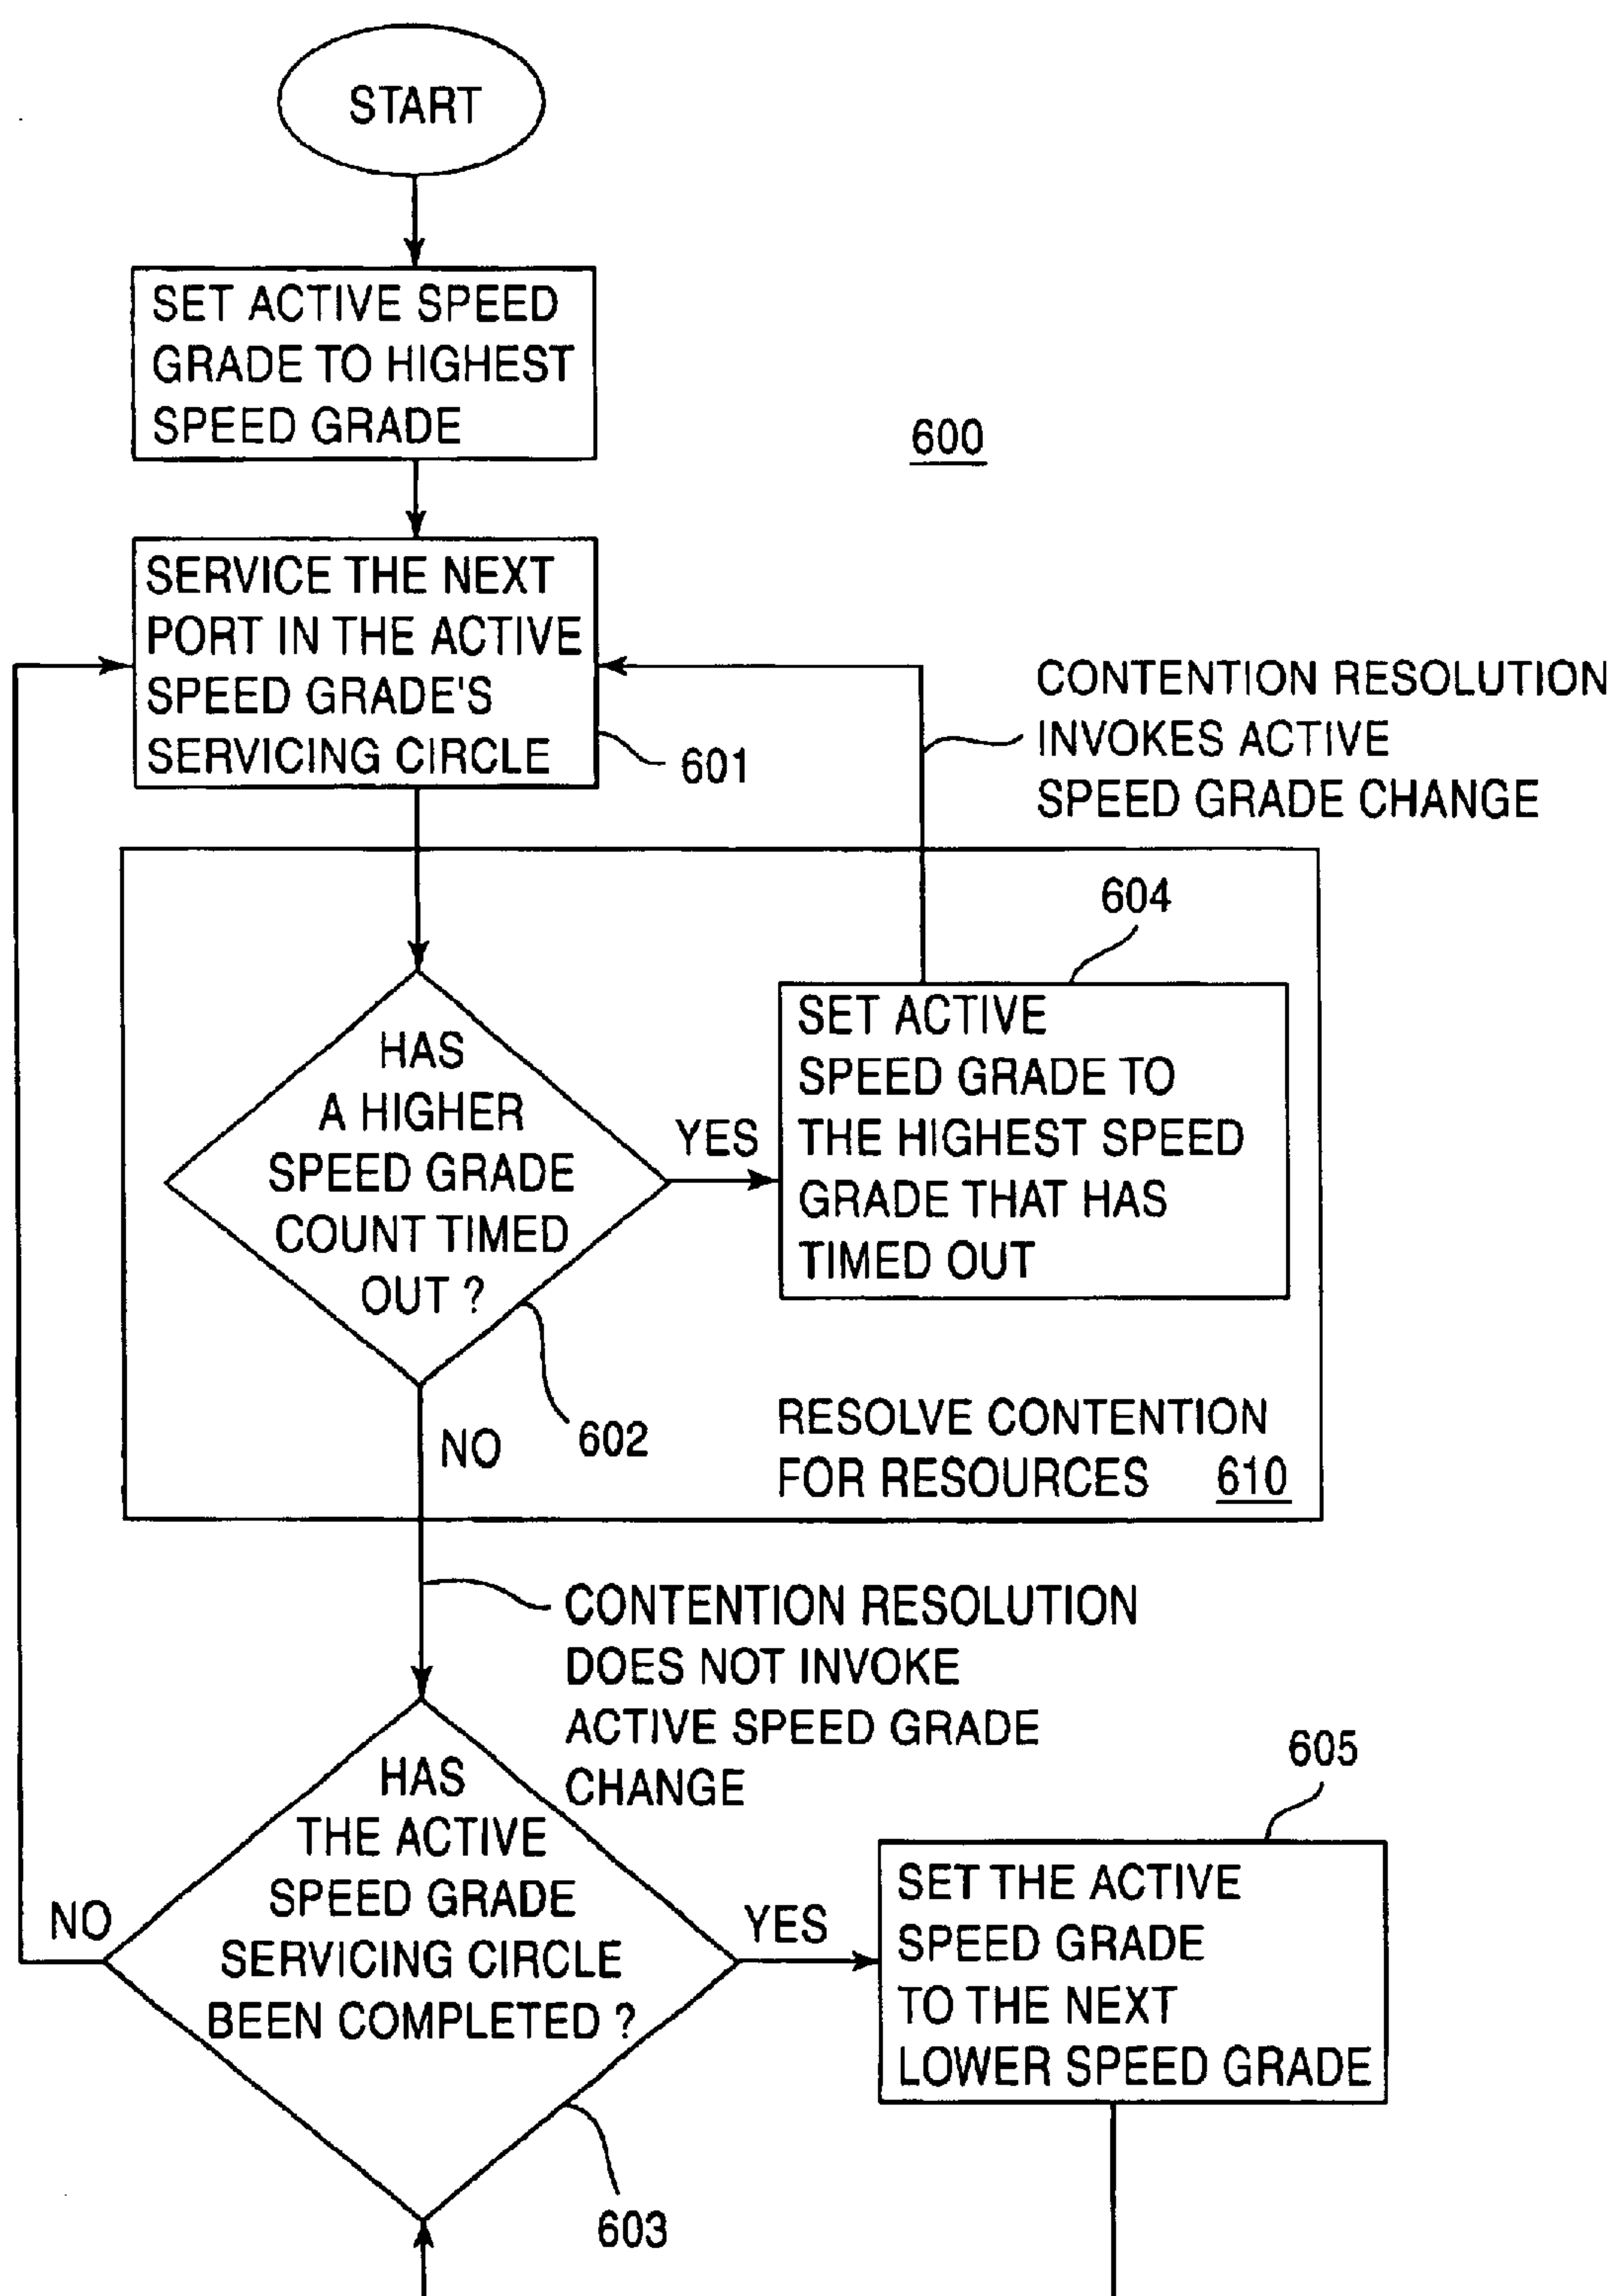 START
SET ACTIVE SPEED
GRADE TO HIGHEST
SPEED GRADE
600
SERVICE THE NEXT
PORT IN THE ACTIVE
SPEED GRADE'S
SERVICING CIRCLE
601
CONTENTION RESOLUTION
INVOKES ACTIVE
SPEED GRADE CHANGE
604
HAS
A HIGHER
SPEED GRADE
COUNT TIMED
OUT ?
YES
SET ACTIVE
SPEED GRADE TO
THE HIGHEST SPEED
GRADE THAT HAS
TIMED OUT
602
NO
RESOLVE CONTENTION
FOR RESOURCES 610
CONTENTION RESOLUTION
DOES NOT INVOKE
ACTIVE SPEED GRADE
CHANGE
HAS
THE ACTIVE
SPEED GRADE
SERVICING CIRCLE
BEEN COMPLETED ?
NO
YES
605
SET THE ACTIVE
SPEED GRADE
TO THE NEXT
LOWER SPEED GRADE
603